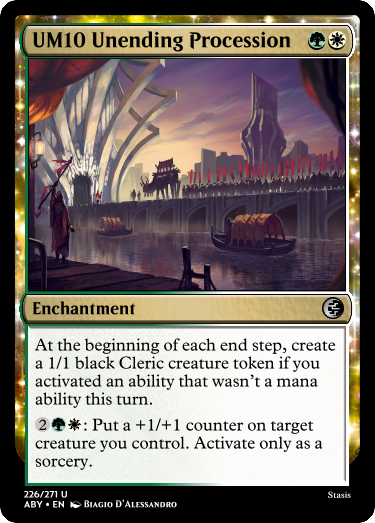 UM10 Unending Procession
Enchantment
At the beginning of each end step, create
a 1/1 black Cleric creature token if you
activated an ability that wasn't a mana
ability this turn.
2: Put a +1/+1 counter on target
creature you control. Activate only as a
sorcery.
226/271 U
ABY • EN Biagio D'Alessandro
Stasis